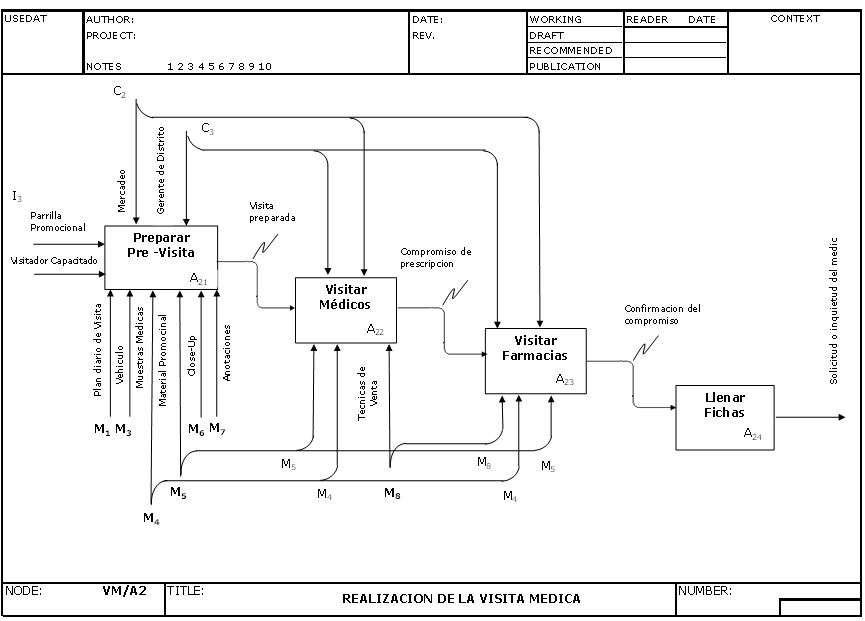 USEDAT
AUTHOR:
PROJECT:
NOTES 1 2 3 4 5 6 7 8 9 10
DATE:
REV.
WORKING
DRAFT
RECOMMENDED
PUBLICATION
READER DATE
CONTEXT
C2
C3
Mercadeo
Gerente de Distrito
I3
Parrilla
Promocional
Visitador Capacitado
Preparar
Pre -Visita
A21
Visita
preparada
Visitar
Médicos
A22
Compromiso de
prescripcion
Visitar
Farmacias
A23
Confirmacion del
compromiso
Llenar
Fichas
A24
Solicitud o inquietud del medic
Plan diario de Visita
Vehiculo
Muestras Medicas
Material Promocinal
Close-Up
Anotaciones
Tecnicas de
Venta
M1 M3
M6 M7
M5
M8
M5
M5
M4
M8
M4
M4
NODE:
VM/A2
TITLE:
REALIZACION DE LA VISITA MEDICA
NUMBER: